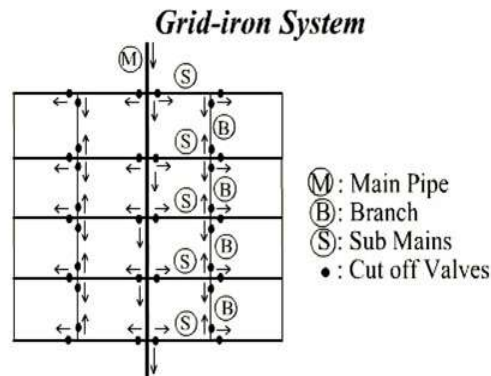 Grid-iron System
M
S
B
S
B
S
B
S
B
S
M : Main Pipe
B : Branch
S : Sub Mains
• : Cut off Valves